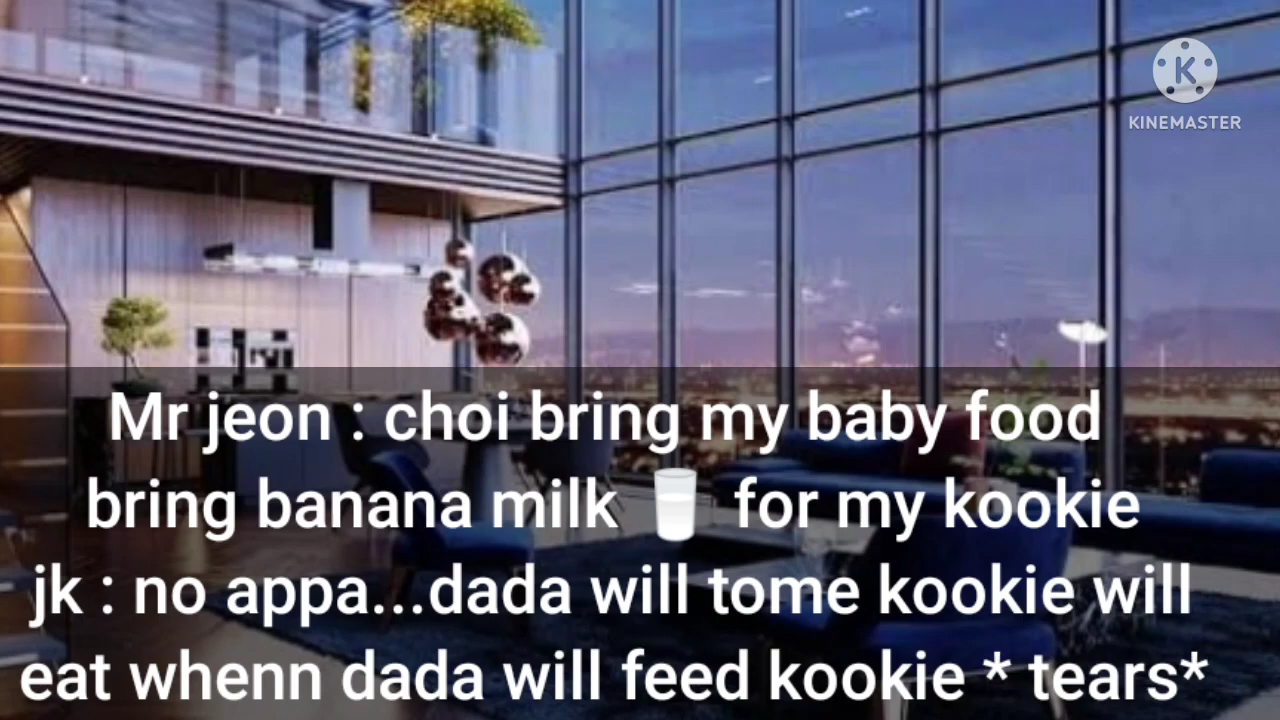 KINEMASTER
Mr jeon : choi bring my baby food
bring banana milk 🥛 for my kookie
jk : no appa...dada will tome kookie will
eat whenn dada will feed kookie * tears*